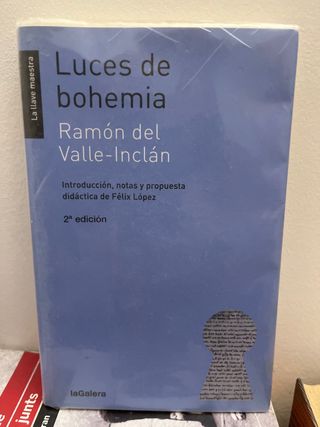 La llave maestra
Luces de
bohemia
Ramón del
Valle-Inclán
Introducción, notas y propuesta
didáctica de Félix López
2ª edición
laGalera
junts
ran